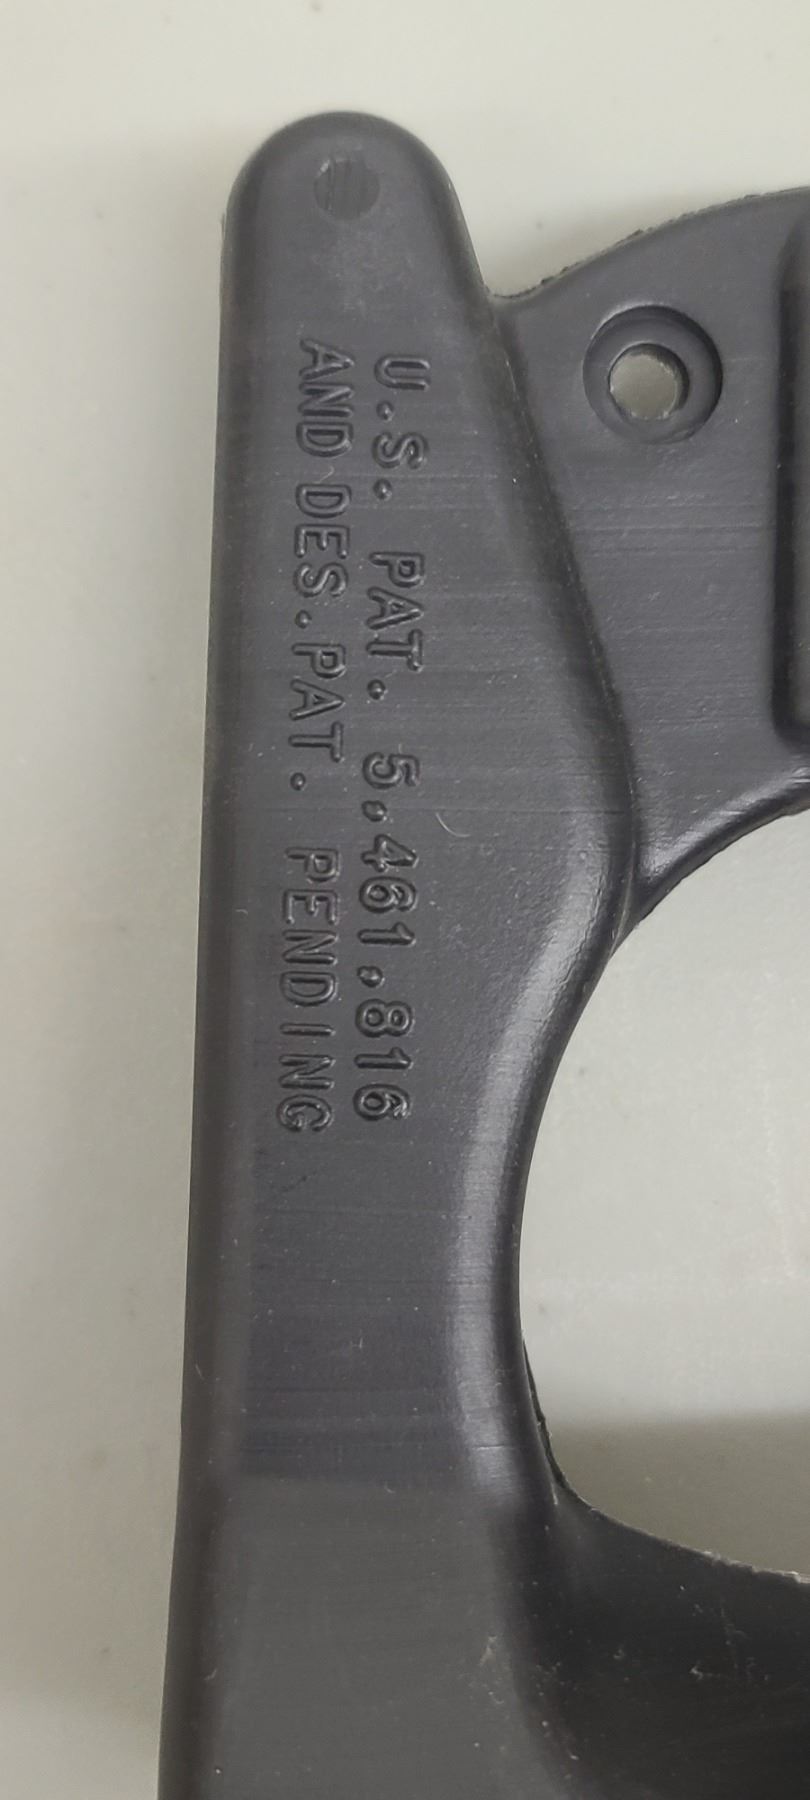 U.S. PAT. 5,461,816
AND DES.PAT. PENDING